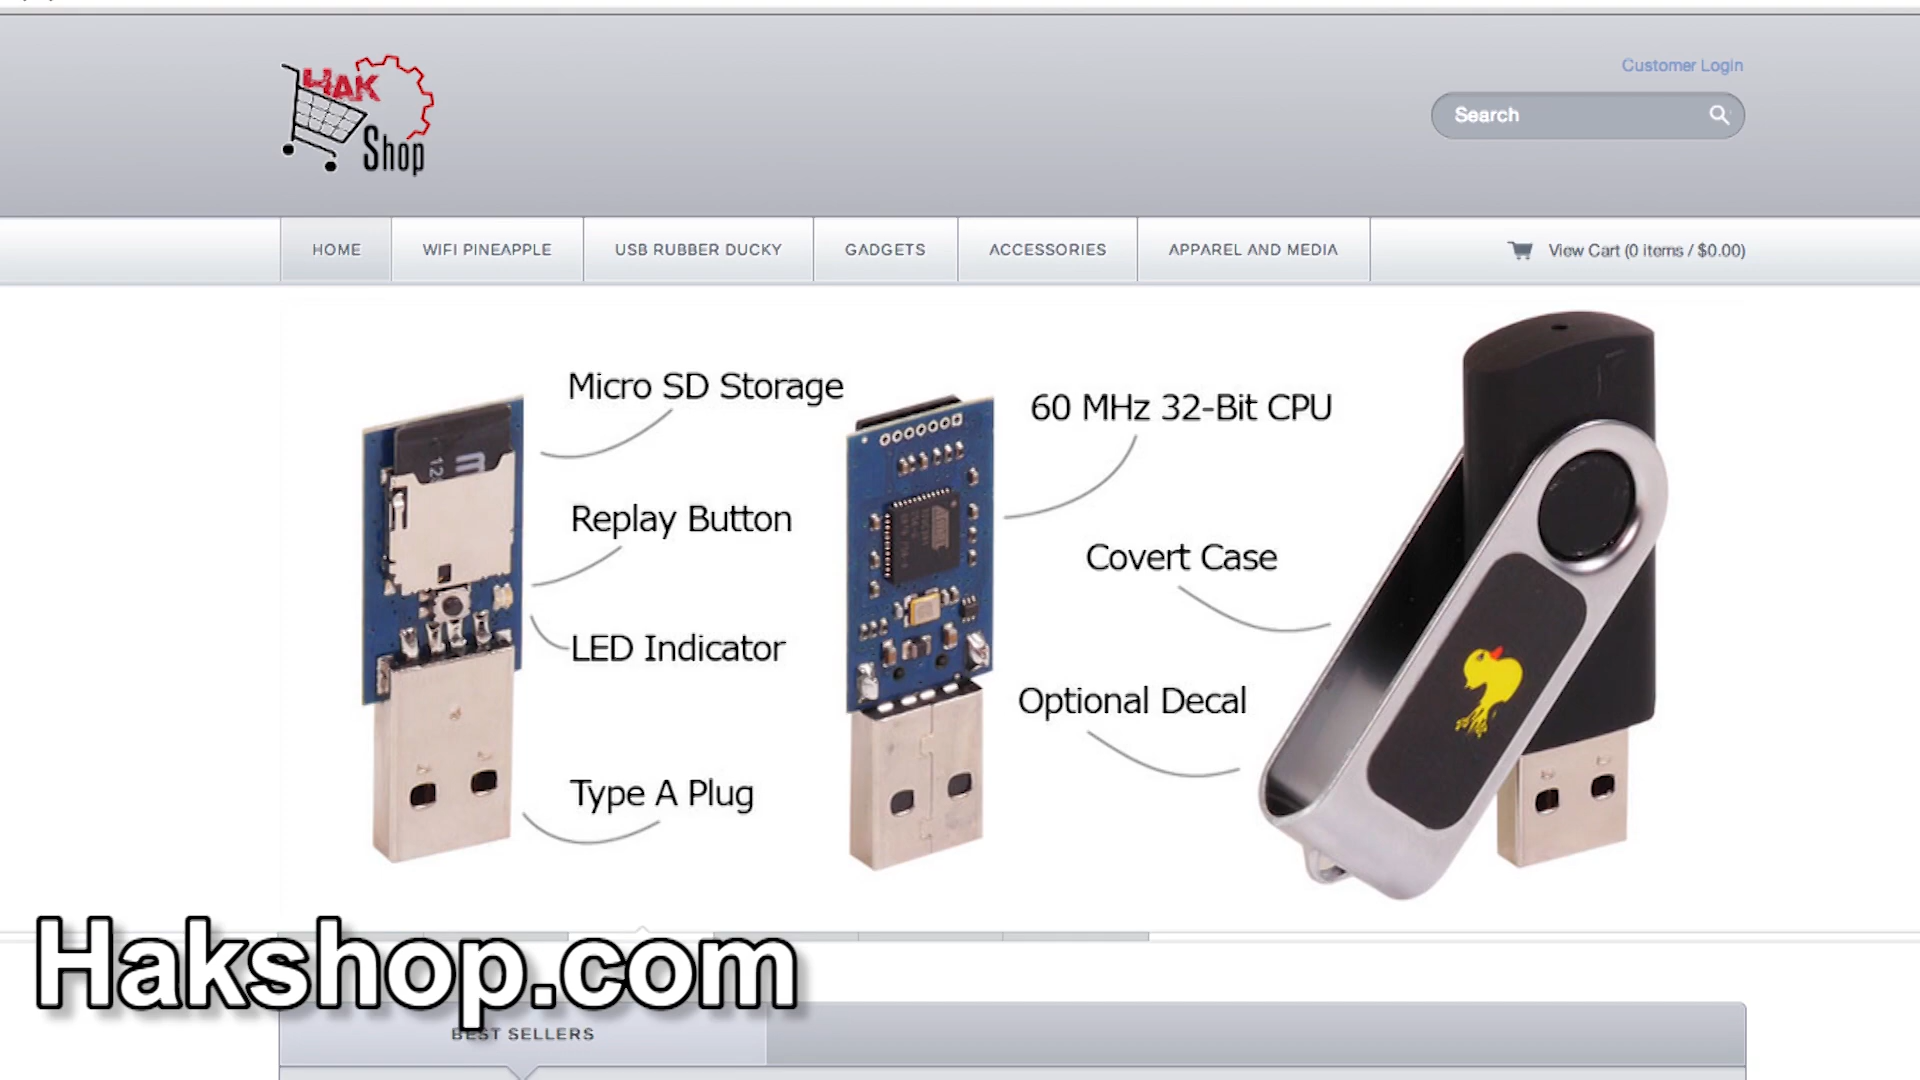 HAK
Shop
Customer Login
Search
HOME
WIFI PINEAPPLE
USB RUBBER DUCKY
GADGETS
ACCESSORIES
APPAREL AND MEDIA
View Cart (0 items / $0.00)
Micro SD Storage
60 MHz 32-Bit CPU
Replay Button
Covert Case
LED Indicator
Optional Decal
Type A Plug
Hakshop.com
BEST SELLERS